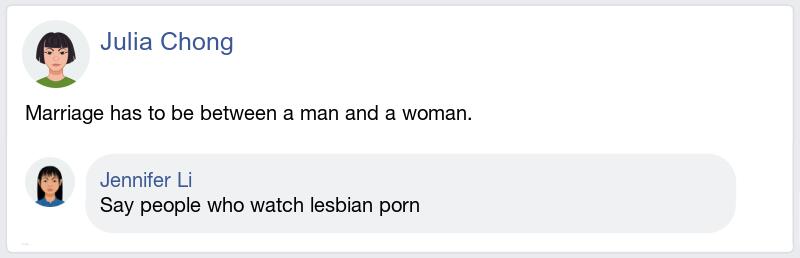 Julia Chong
Marriage has to be between a man and a woman.
Jennifer Li
Say people who watch lesbian porn